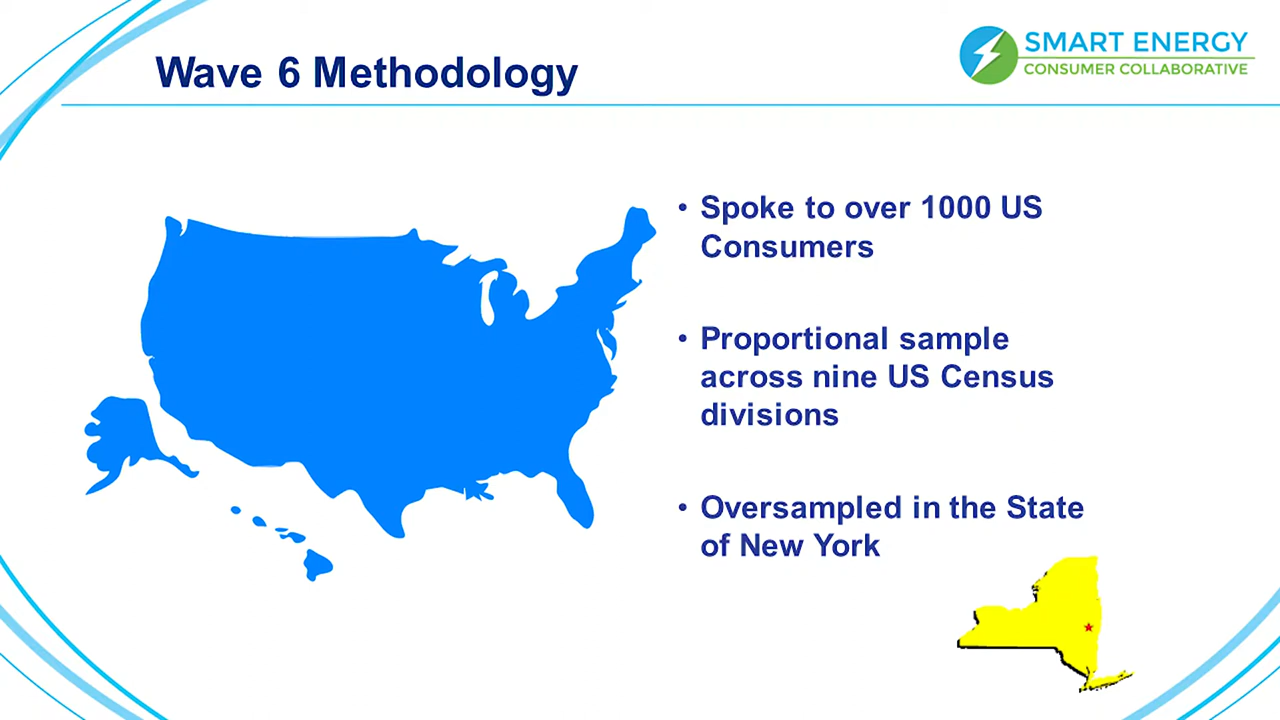 Wave 6 Methodology
SMART ENERGY
CONSUMER COLLABORATIVE
• Spoke to over 1000 US
Consumers
• Proportional sample
across nine US Census
divisions
• Oversampled in the State
of New York